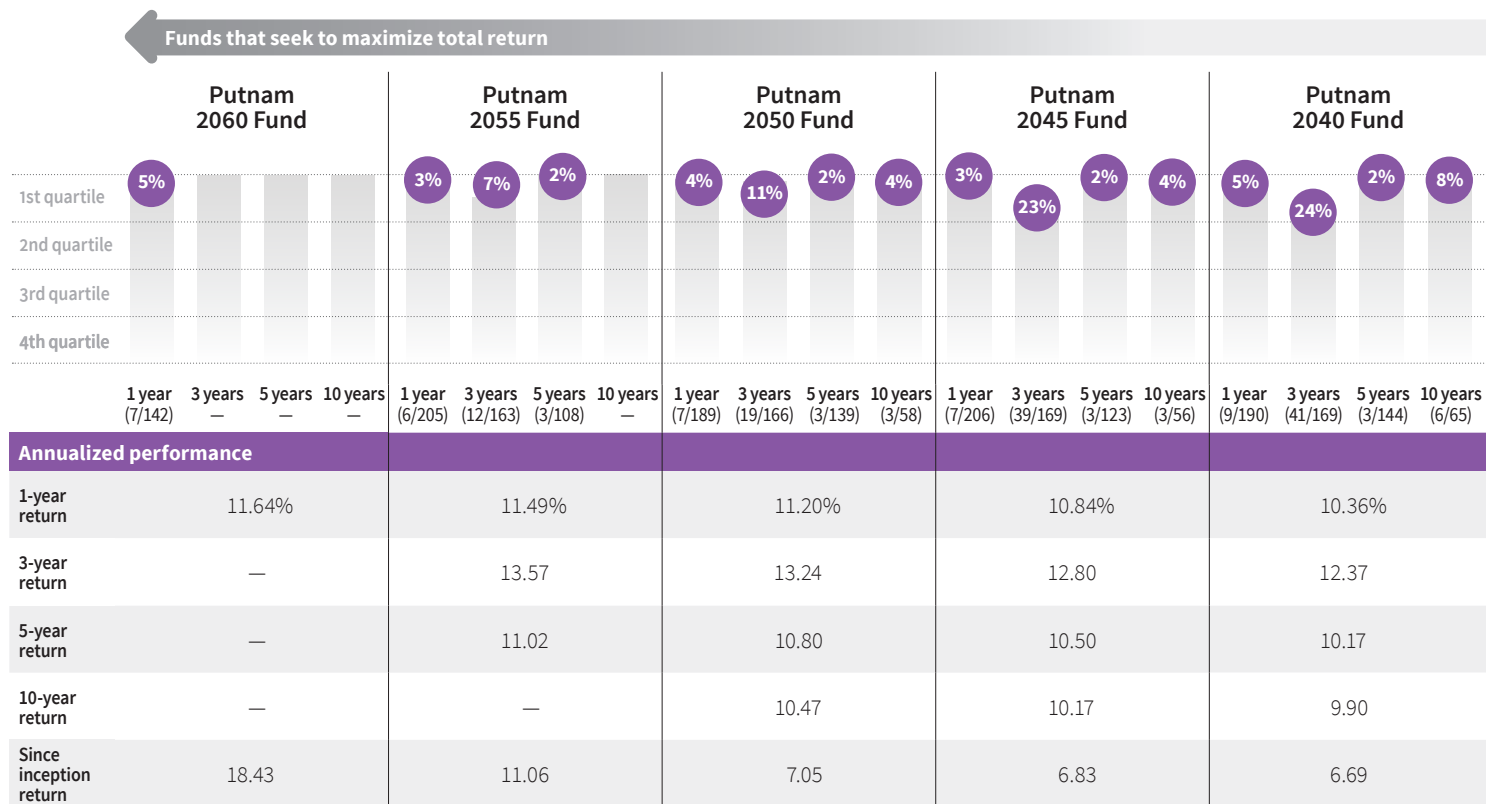 Funds that seek to maximize total return
Putnam
2060 Fund
Putnam
2055 Fund
Putnam
2050 Fund
Putnam
2045 Fund
Putnam
2040 Fund
1st quartile
2nd quartile
3rd quartile
4th quartile
5%
3% 7% 2%
4% 11% 2% 4%
3% 23% 2% 4%
5% 24% 2% 8%
1 year 3 years 5 years 10 years
(7/142) — — —
1 year 3 years 5 years 10 years
(6/205) (12/163) (3/108) —
1 year 3 years 5 years 10 years
(7/189) (19/166) (3/139) (3/58)
1 year 3 years 5 years 10 years
(7/206) (39/169) (3/123) (3/56)
1 year 3 years 5 years 10 years
(9/190) (41/169) (3/144) (6/65)
Annualized performance
1-year
return
11.64% 11.49% 11.20% 10.84% 10.36%
3-year
return
— 13.57 13.24 12.80 12.37
5-year
return
— 11.02 10.80 10.50 10.17
10-year
return
— — 10.47 10.17 9.90
Since
inception
return
18.43 11.06 7.05 6.83 6.69